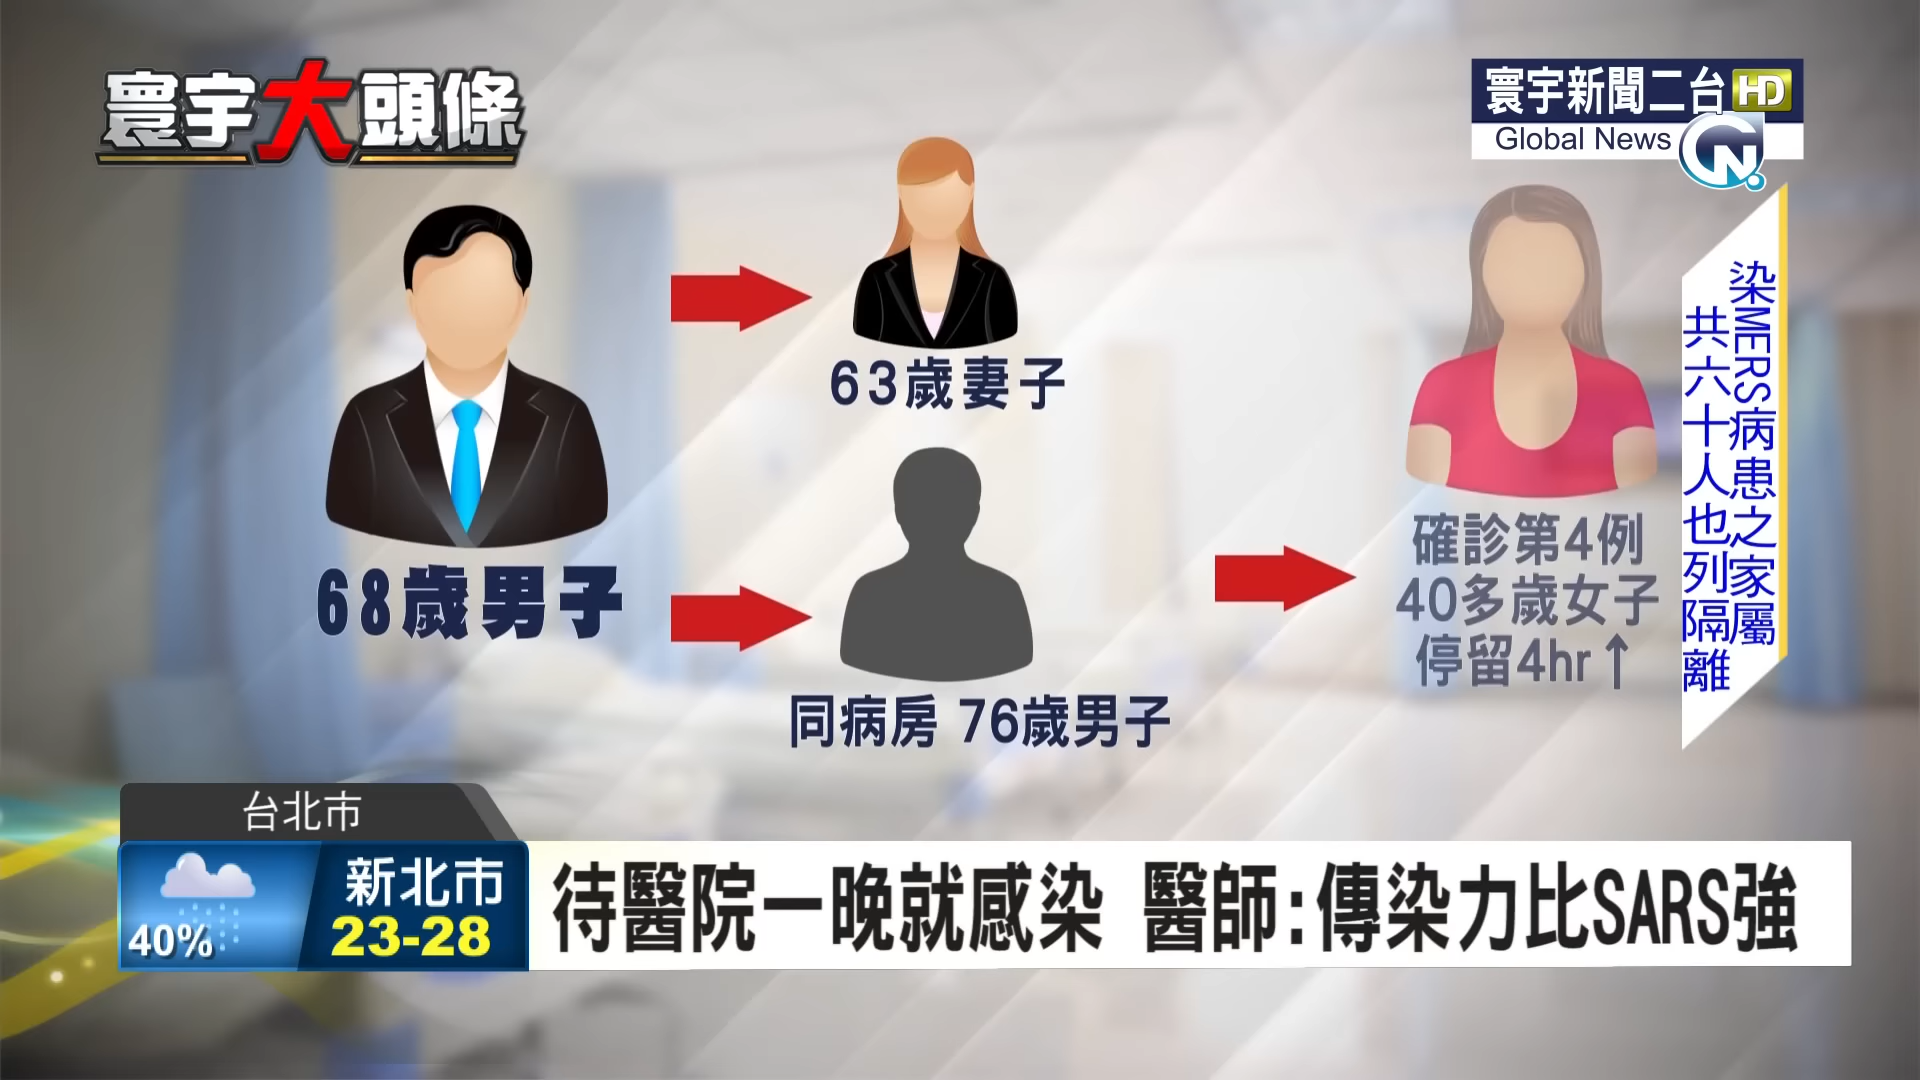 寰宇大頭條
寰宇新聞二台HD
Global News
CN
63歲妻子
68歲男子
同病房 76歲男子
確診第4例
40多歲女子
停留4hr↑
染MERS病患之家屬
共六十人也列隔離
台北市
新北市
40%
23-28
待醫院一晚就感染 醫師:傳染力比SARS強